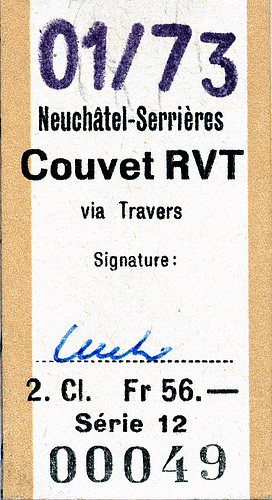 01/73
Neuchâtel-Serrières
Couvet RVT
via Travers
Signature:
2. Cl. Fr 56.—
Série 12
00049